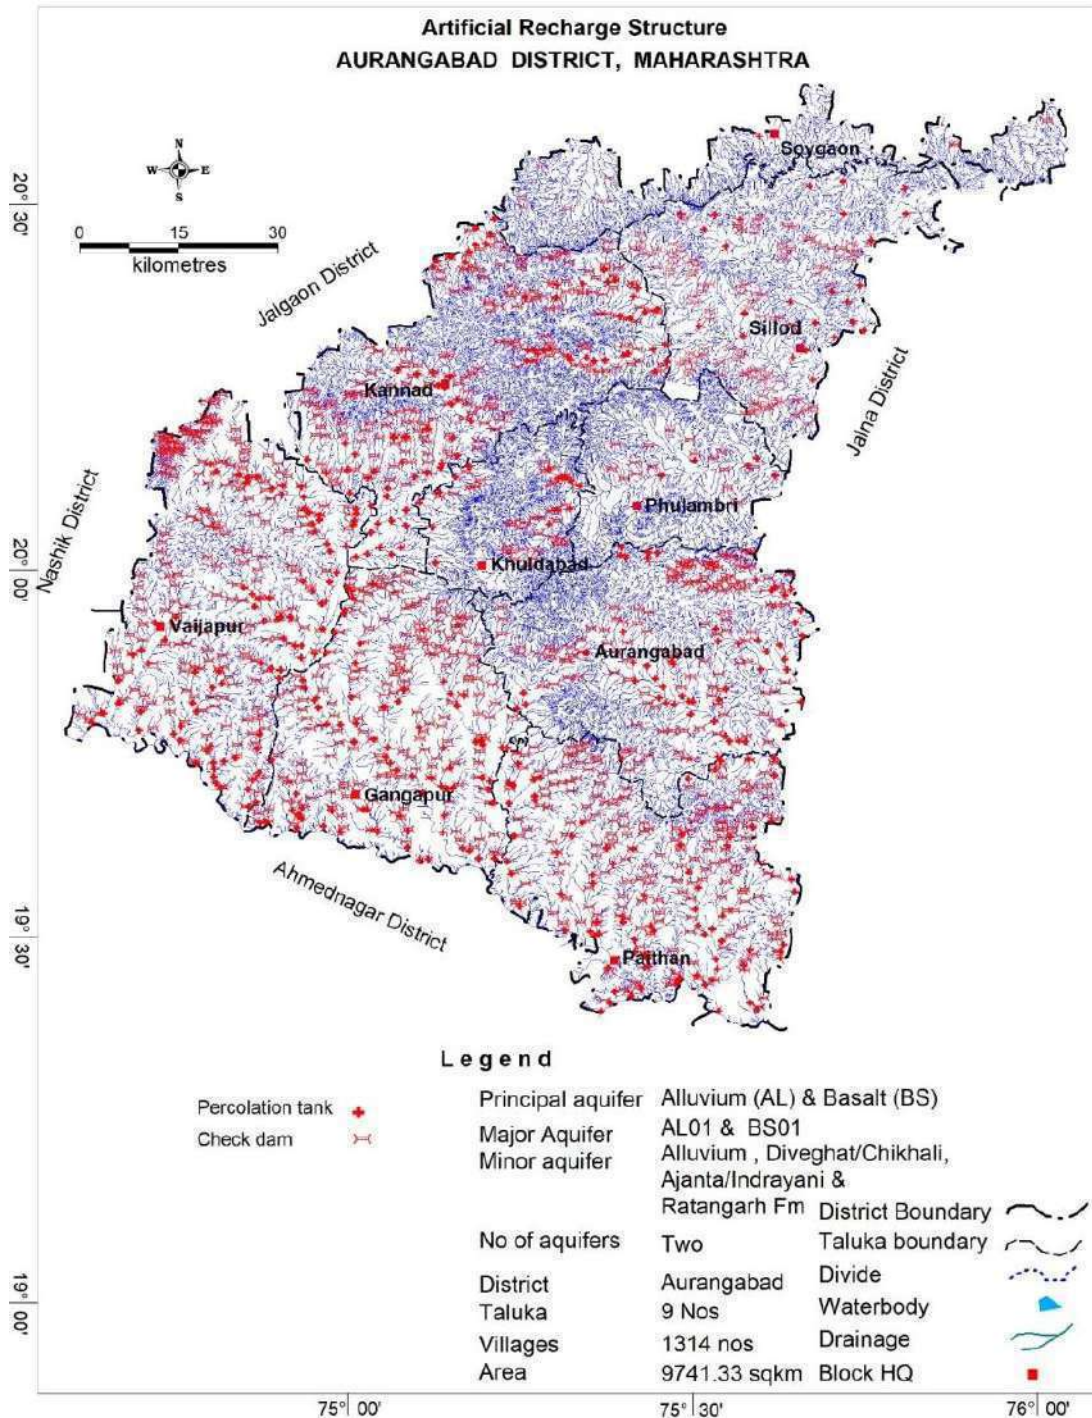 Artificial Recharge Structure
AURANGABAD DISTRICT, MAHARASHTRA
N
W E
S
0 15 30
kilometres
20° 30'
20° 00'
19° 30'
19° 00'
Jalgaon District
Nashik District
Jalna District
Ahmednagar District
Soygaon
Sillod
Kannad
Phulambri
Khuldabad
Vaijapur
Aurangabad
Gangapur
Paithan
Legend
Percolation tank
Check dam
Principal aquifer Alluvium (AL) & Basalt (BS)
Major Aquifer AL01 & BS01
Minor aquifer Alluvium , Diveghat/Chikhali,
Ajanta/Indrayani &
Ratangarh Fm
No of aquifers Two
District Aurangabad
Taluka 9 Nos
Villages 1314 nos
Area 9741.33 sqkm
District Boundary
Taluka boundary
Divide
Waterbody
Drainage
Block HQ
75° 00' 75° 30' 76° 00'